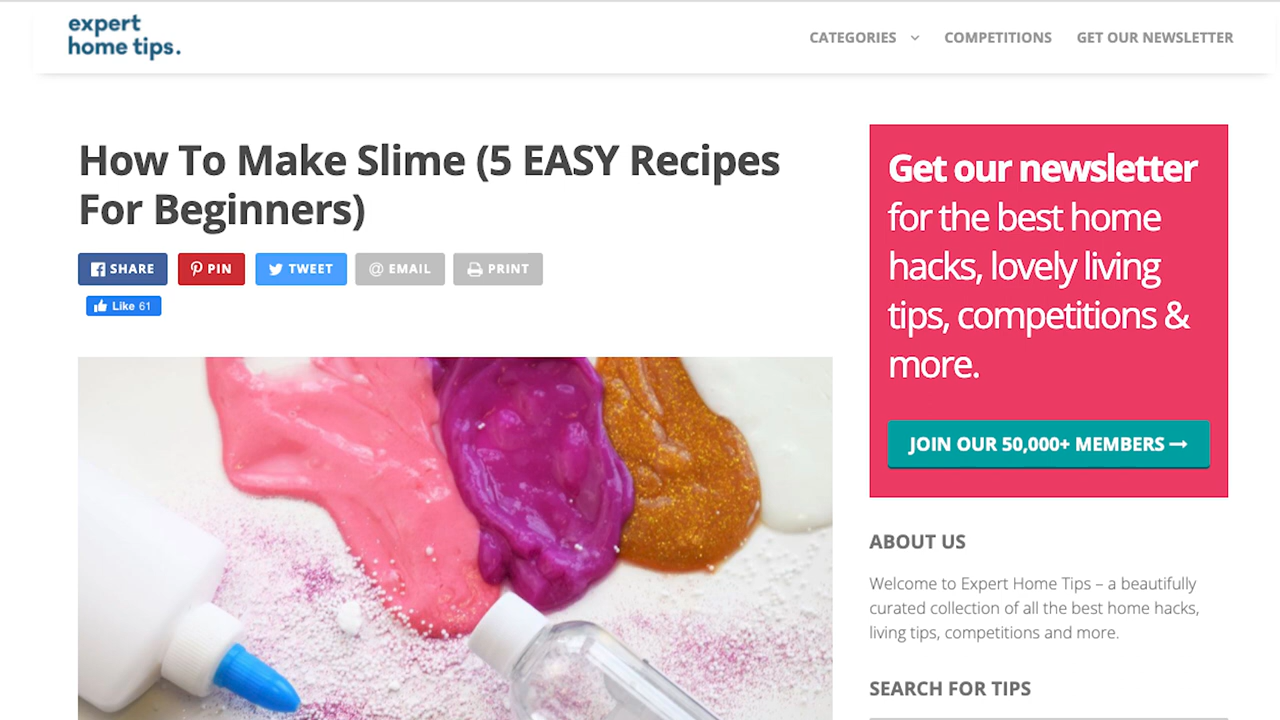 expert
home tips.
CATEGORIES COMPETITIONS GET OUR NEWSLETTER
How To Make Slime (5 EASY Recipes
For Beginners)
SHARE PIN TWEET EMAIL PRINT
Like 61
Get our newsletter
for the best home
hacks, lovely living
tips, competitions &
more.
JOIN OUR 50,000+ MEMBERS →
ABOUT US
Welcome to Expert Home Tips – a beautifully
curated collection of all the best home hacks,
living tips, competitions and more.
SEARCH FOR TIPS